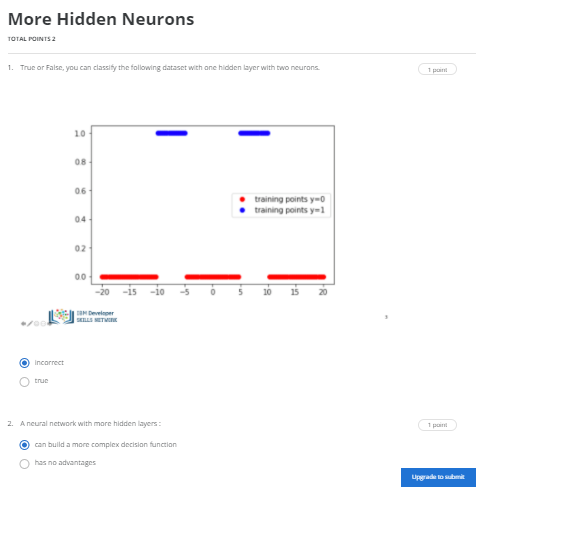 More Hidden Neurons
TOTAL POINTS 2
1. True or False, you can classify the following dataset with one hidden layer with two neurons.
1 point
1.0
0.8
0.6
0.4
0.2
0.0
training points y=0
training points y=1
−20 −15 −10 −5 0 5 10 15 20
IBM Developer
SKILLS NETWORK
incorrect
true
2. A neural network with more hidden layers :
1 point
can build a more complex decision function
has no advantages
Upgrade to submit